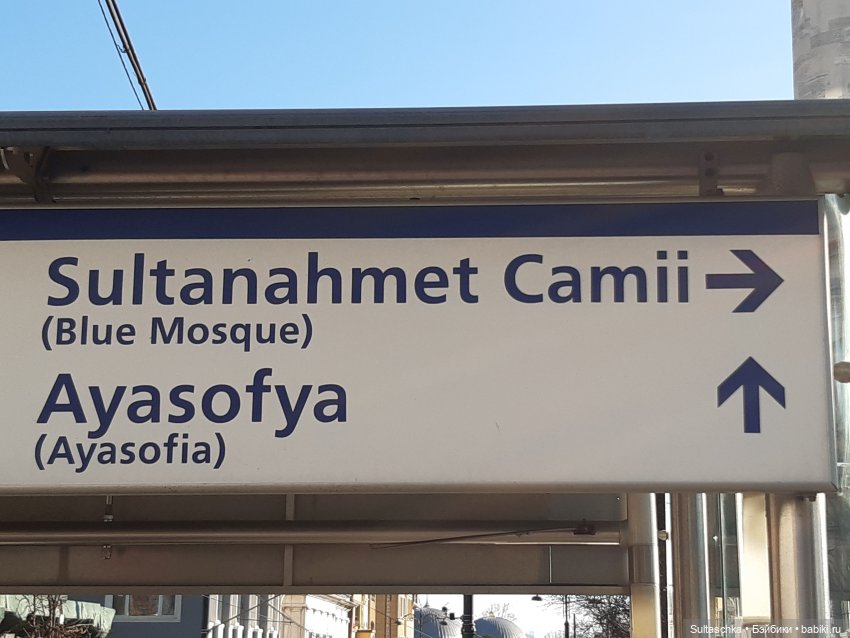 Sultanahmet Camii →
(Blue Mosque)
Ayasofya ↑
(Ayasofia)
Sultaschka • Бэйбики • babiki.ru